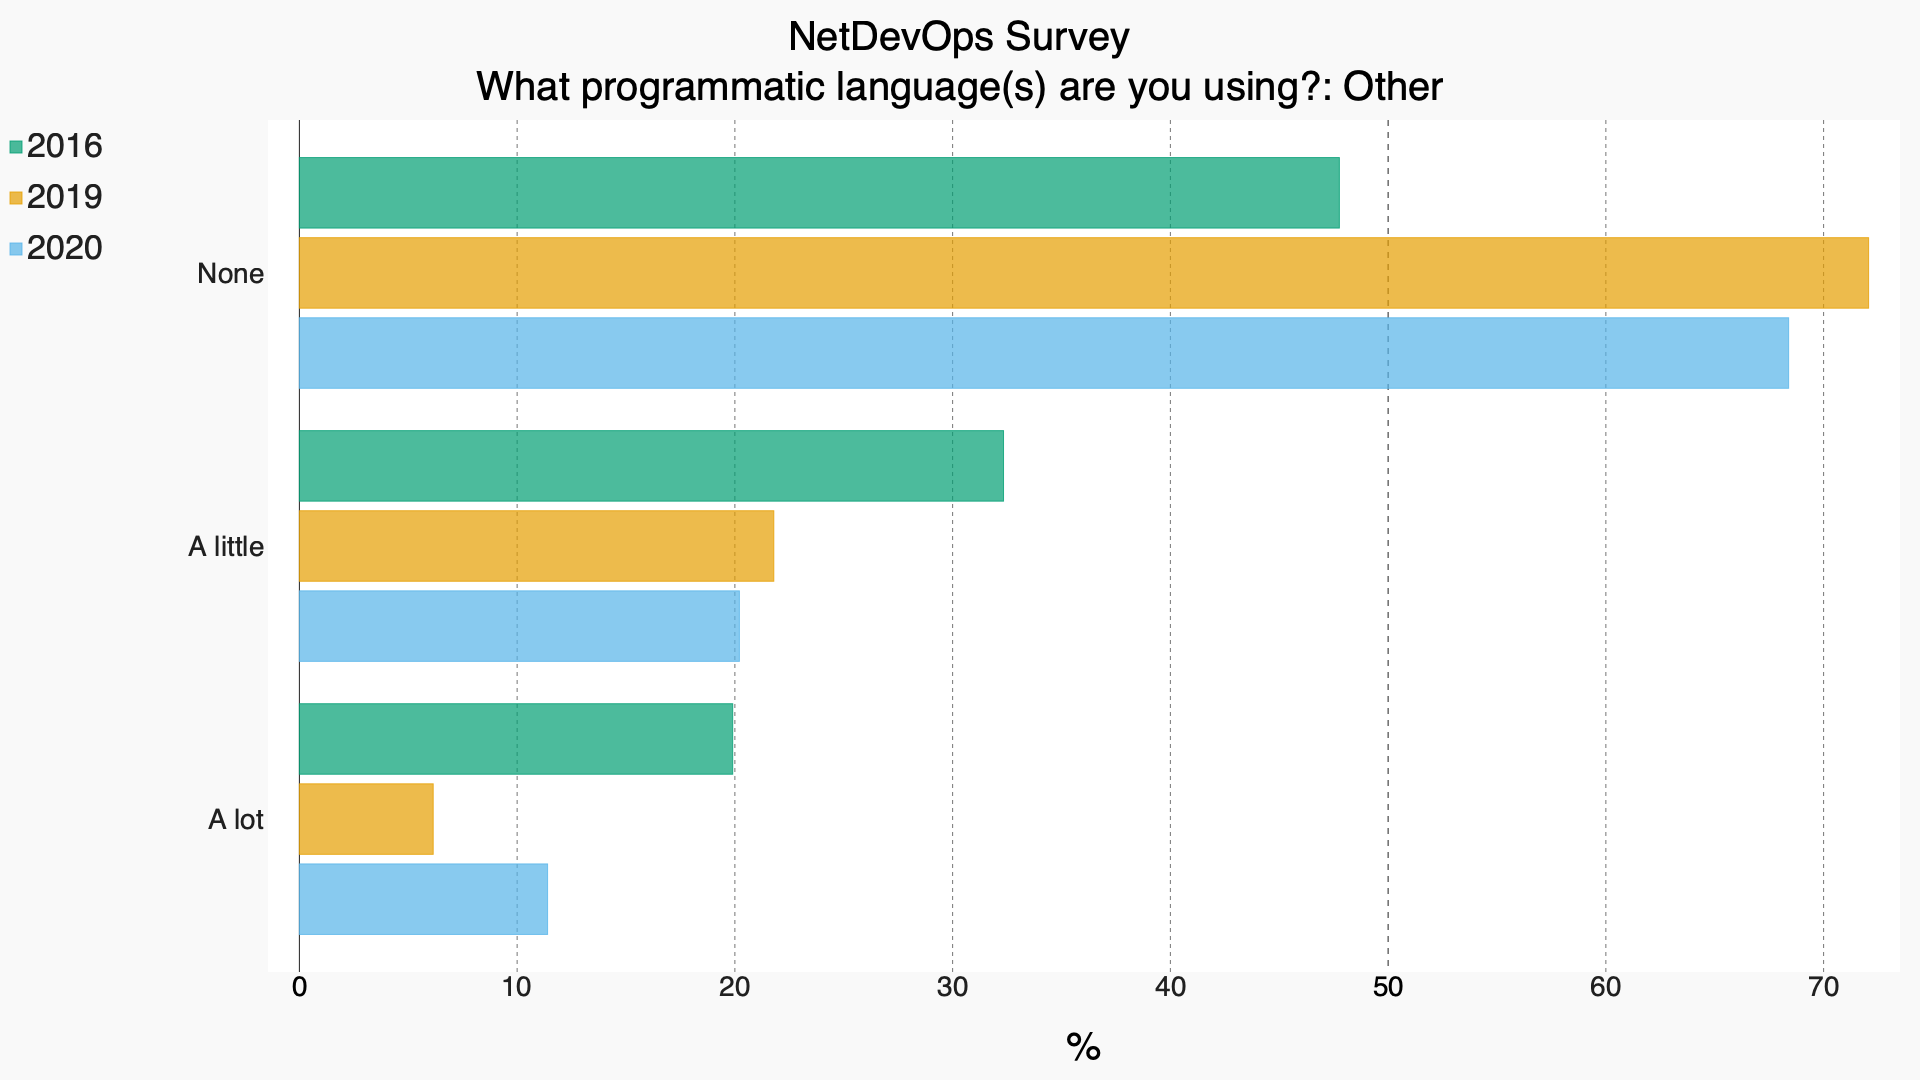 NetDevOps Survey
What programmatic language(s) are you using?: Other
2016
2019
2020
None
A little
A lot
0 10 20 30 40 50 60 70
%